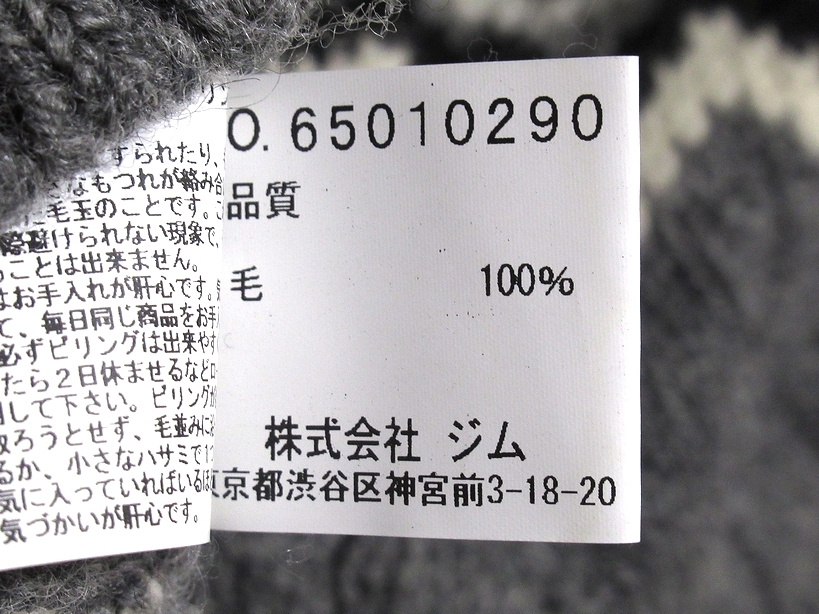 すられたり、
なもつれが絡み合
毛玉のことです。こ
避けられない現象で、
ことは出来ません。
はお手入れが肝心です。
て、毎日同じ商品をお手
必ずピリングは出来やす
たら2日休ませるなど
して下さい。ピリングが
取ろうとせず、毛並みに
るか、小さなハサミで1つ
気に入っていればいるほ
気づかいが肝心です。
O. 65010290
品質
毛 100%
株式会社 ジム
東京都渋谷区神宮前3-18-20